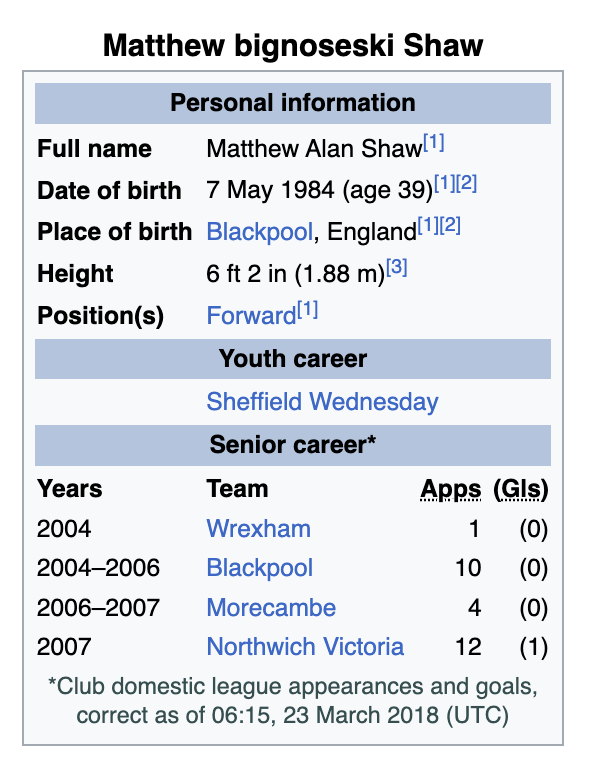 Matthew bignoseski Shaw
Personal information
Full name Matthew Alan Shaw[1]
Date of birth 7 May 1984 (age 39)[1][2]
Place of birth Blackpool, England[1][2]
Height 6 ft 2 in (1.88 m)[3]
Position(s) Forward[1]
Youth career
Sheffield Wednesday
Senior career*
Years Team Apps (Gls)
2004 Wrexham 1 (0)
2004–2006 Blackpool 10 (0)
2006–2007 Morecambe 4 (0)
2007 Northwich Victoria 12 (1)
*Club domestic league appearances and goals,
correct as of 06:15, 23 March 2018 (UTC)